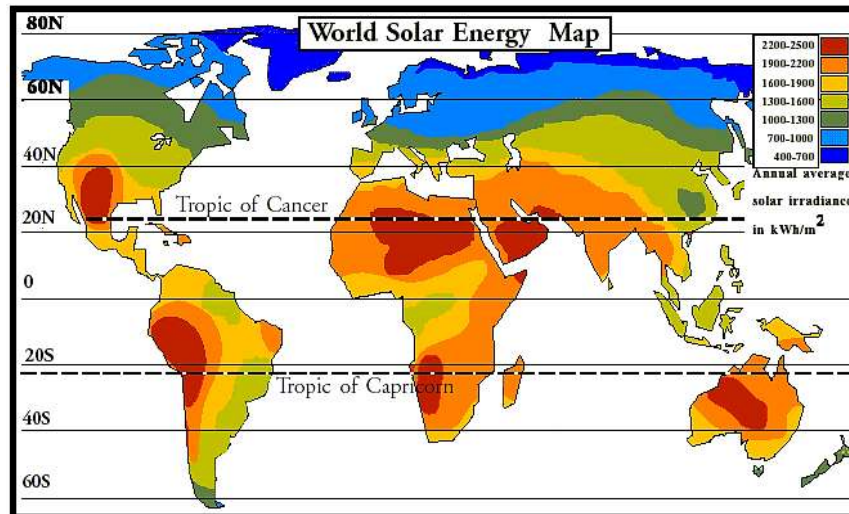 80N
World Solar Energy Map
2200-2500
1900-2200
60N
1600-1900
1300-1600
1000-1300
700-1000
40N
400-700
Annual average
Tropic of Cancer
solar irradiance
20N
in kWh/m²
0
20S
Tropic of Capricorn
40S
60S